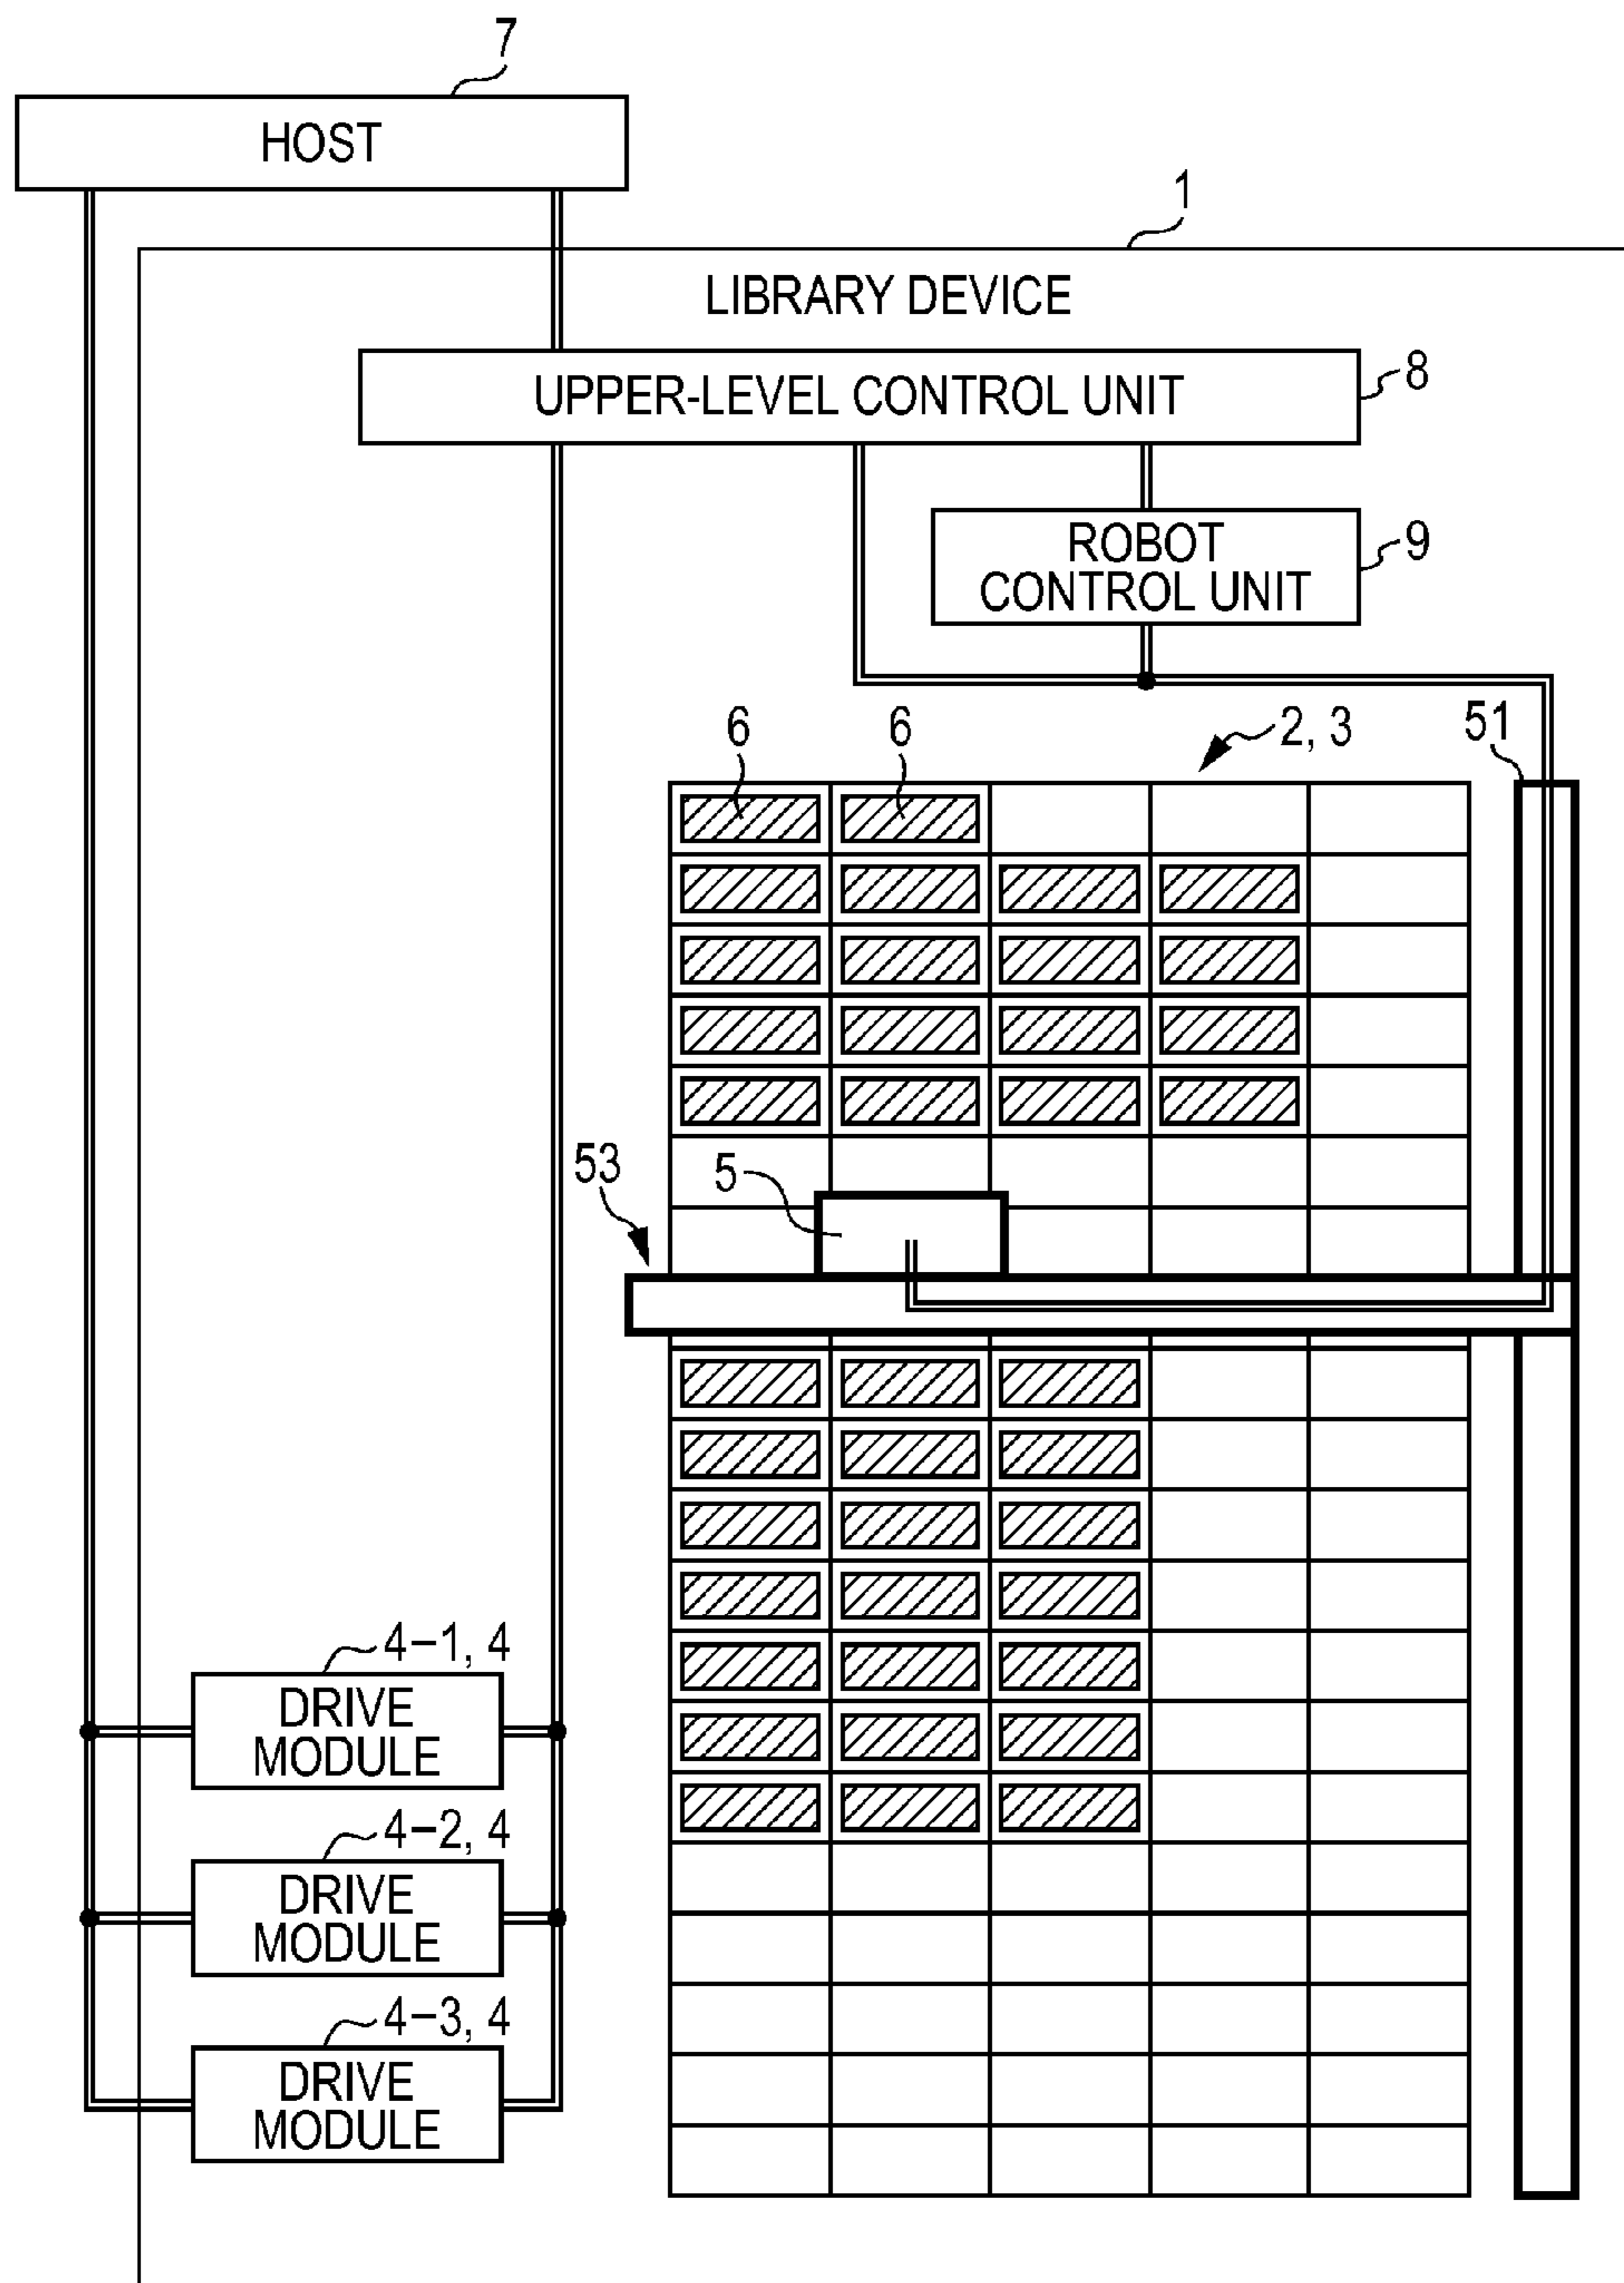 7
HOST
1
LIBRARY DEVICE
UPPER-LEVEL CONTROL UNIT
8
ROBOT
CONTROL UNIT
9
6
6
2, 3
51
53
5
4–1, 4
DRIVE
MODULE
4–2, 4
DRIVE
MODULE
4–3, 4
DRIVE
MODULE